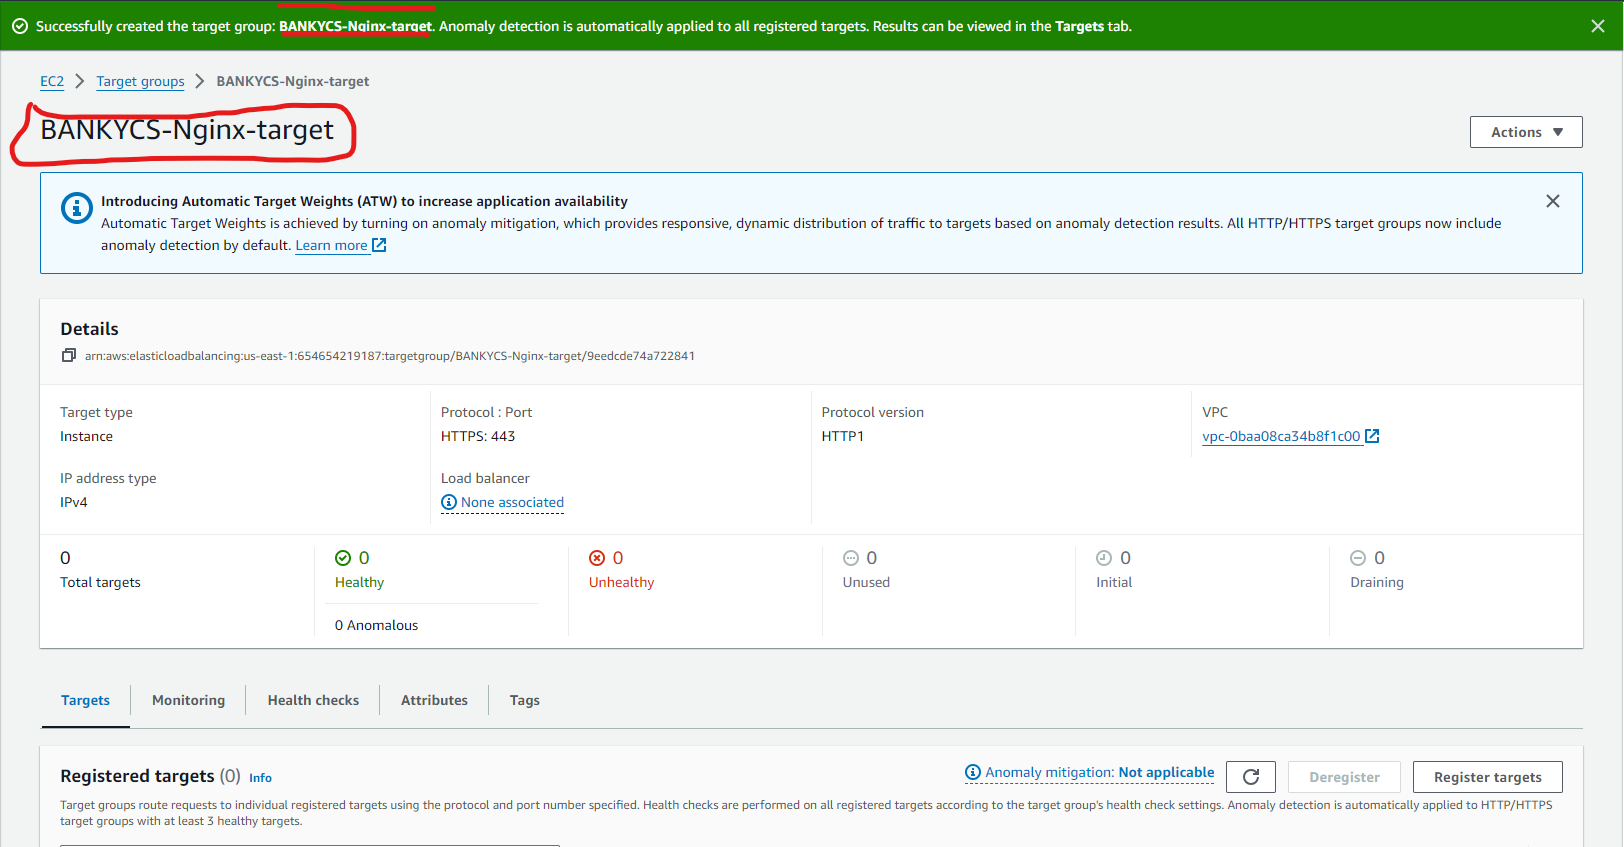 Successfully created the target group: BANKYCS-Nginx-target. Anomaly detection is automatically applied to all registered targets. Results can be viewed in the Targets tab.
EC2 > Target groups > BANKYCS-Nginx-target
BANKYCS-Nginx-target
Actions
Introducing Automatic Target Weights (ATW) to increase application availability
Automatic Target Weights is achieved by turning on anomaly mitigation, which provides responsive, dynamic distribution of traffic to targets based on anomaly detection results. All HTTP/HTTPS target groups now include
anomaly detection by default. Learn more
Details
arn:aws:elasticloadbalancing:us-east-1:654654219187:targetgroup/BANKYCS-Nginx-target/9eedcde74a722841
Target type
Instance
Protocol : Port
HTTPS: 443
Protocol version
HTTP1
VPC
vpc-0baa08ca34b8f1c00
IP address type
IPv4
Load balancer
None associated
0
Total targets
0
Healthy
0 Anomalous
0
Unhealthy
0
Unused
0
Initial
0
Draining
Targets
Monitoring
Health checks
Attributes
Tags
Registered targets (0) Info
Anomaly mitigation: Not applicable
Deregister
Register targets
Target groups route requests to individual registered targets using the protocol and port number specified. Health checks are performed on all registered targets according to the target group's health check settings. Anomaly detection is automatically applied to HTTP/HTTPS
target groups with at least 3 healthy targets.